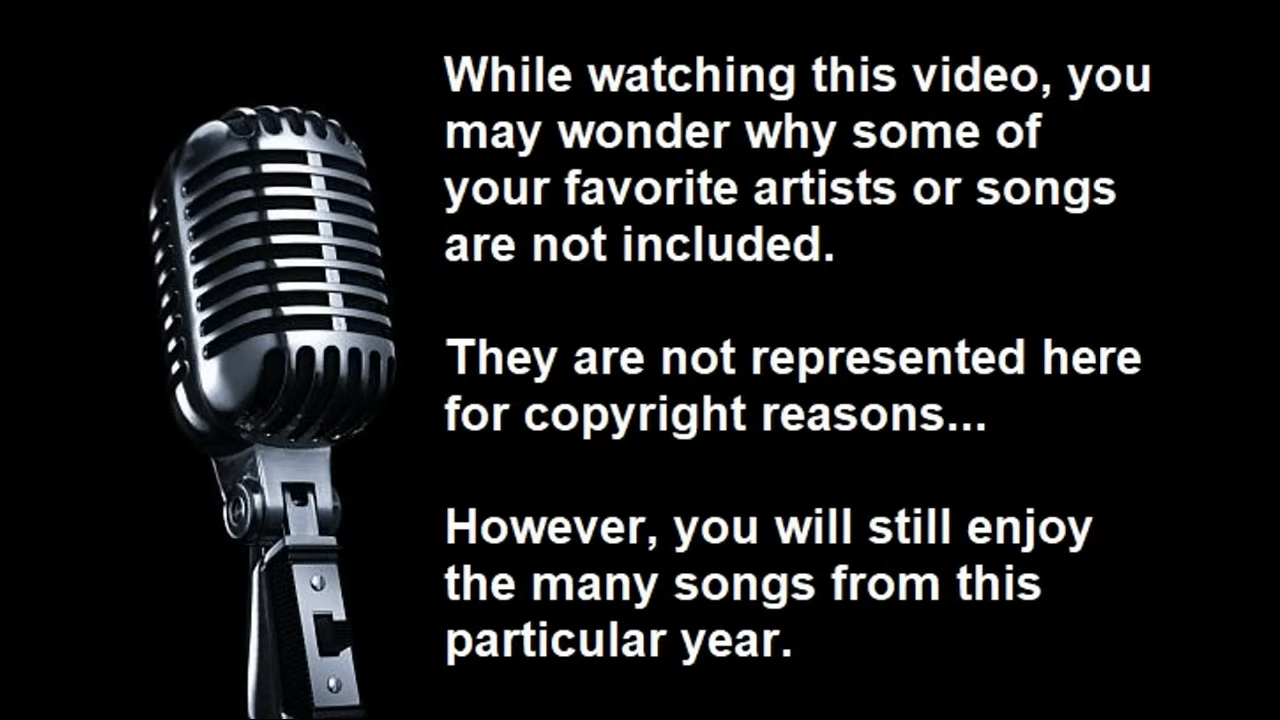 While watching this video, you
may wonder why some of
your favorite artists or songs
are not included.
They are not represented here
for copyright reasons...
However, you will still enjoy
the many songs from this
particular year.